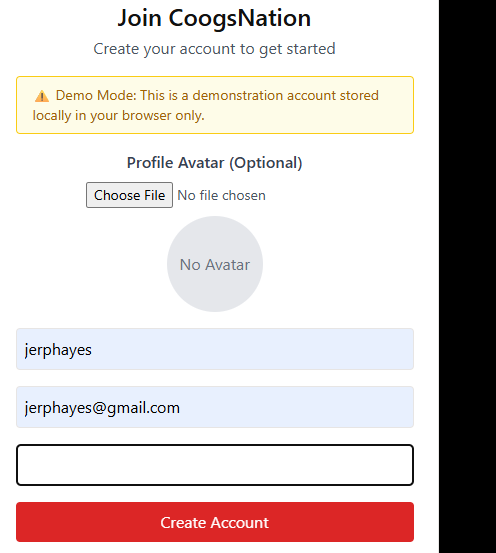 Join CoogsNation
Create your account to get started
⚠️ Demo Mode: This is a demonstration account stored
locally in your browser only.
Profile Avatar (Optional)
Choose File No file chosen
No Avatar
jerphayes
jerphayes@gmail.com
Create Account